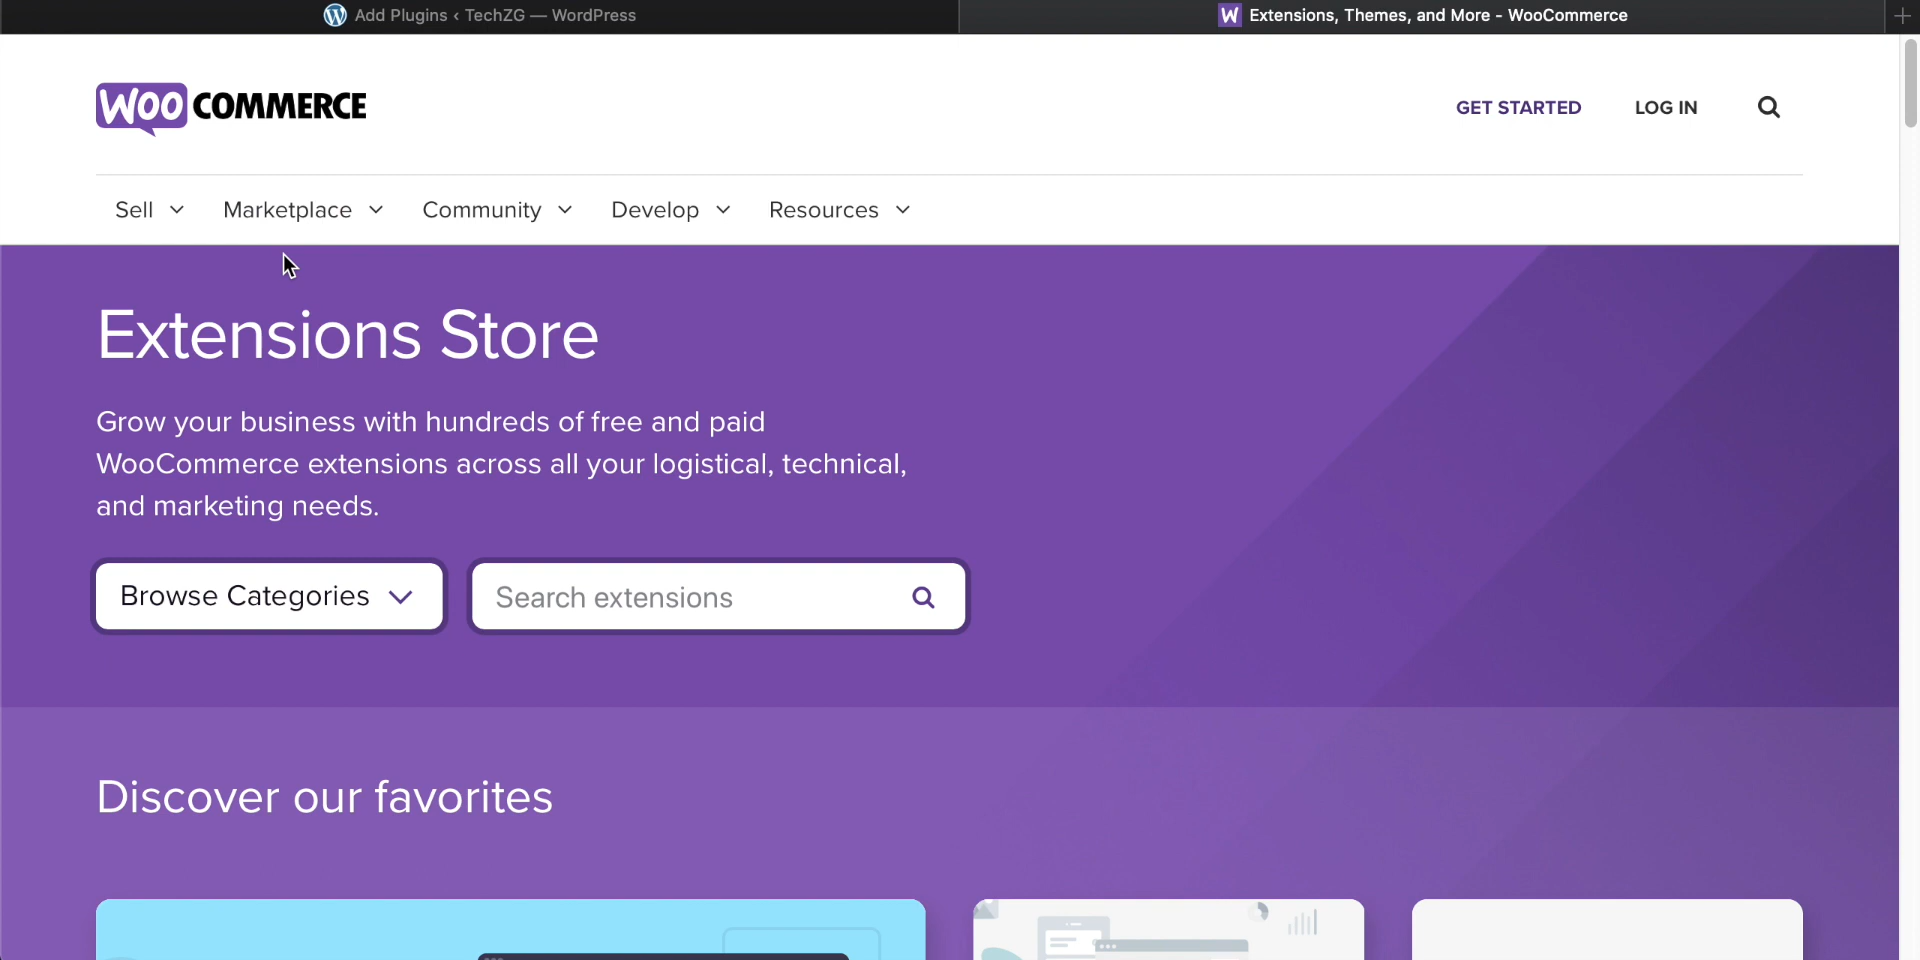 Add Plugins ‹ TechZG — WordPress
Extensions, Themes, and More - WooCommerce
WOO COMMERCE
GET STARTED
LOG IN
Sell
Marketplace
Community
Develop
Resources
Extensions Store
Grow your business with hundreds of free and paid
WooCommerce extensions across all your logistical, technical,
and marketing needs.
Browse Categories
Search extensions
Discover our favorites